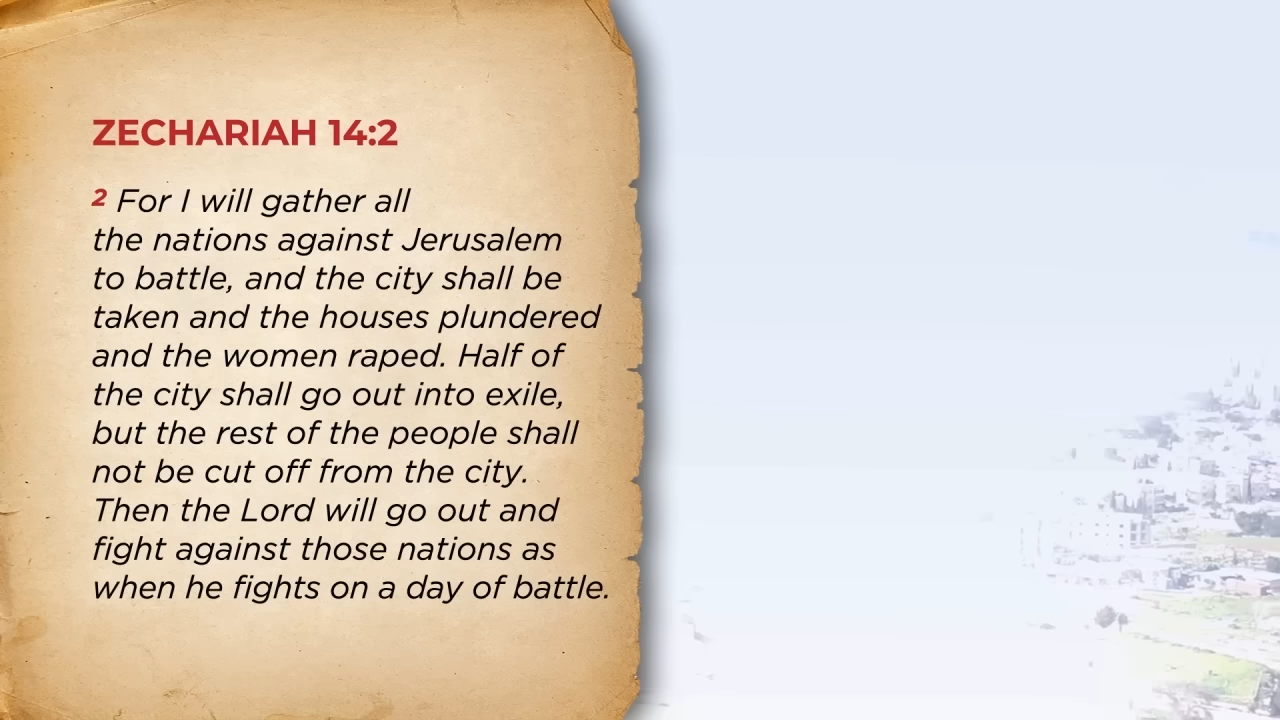 ZECHARIAH 14:2
2 For I will gather all
the nations against Jerusalem
to battle, and the city shall be
taken and the houses plundered
and the women raped. Half of
the city shall go out into exile,
but the rest of the people shall
not be cut off from the city.
Then the Lord will go out and
fight against those nations as
when he fights on a day of battle.